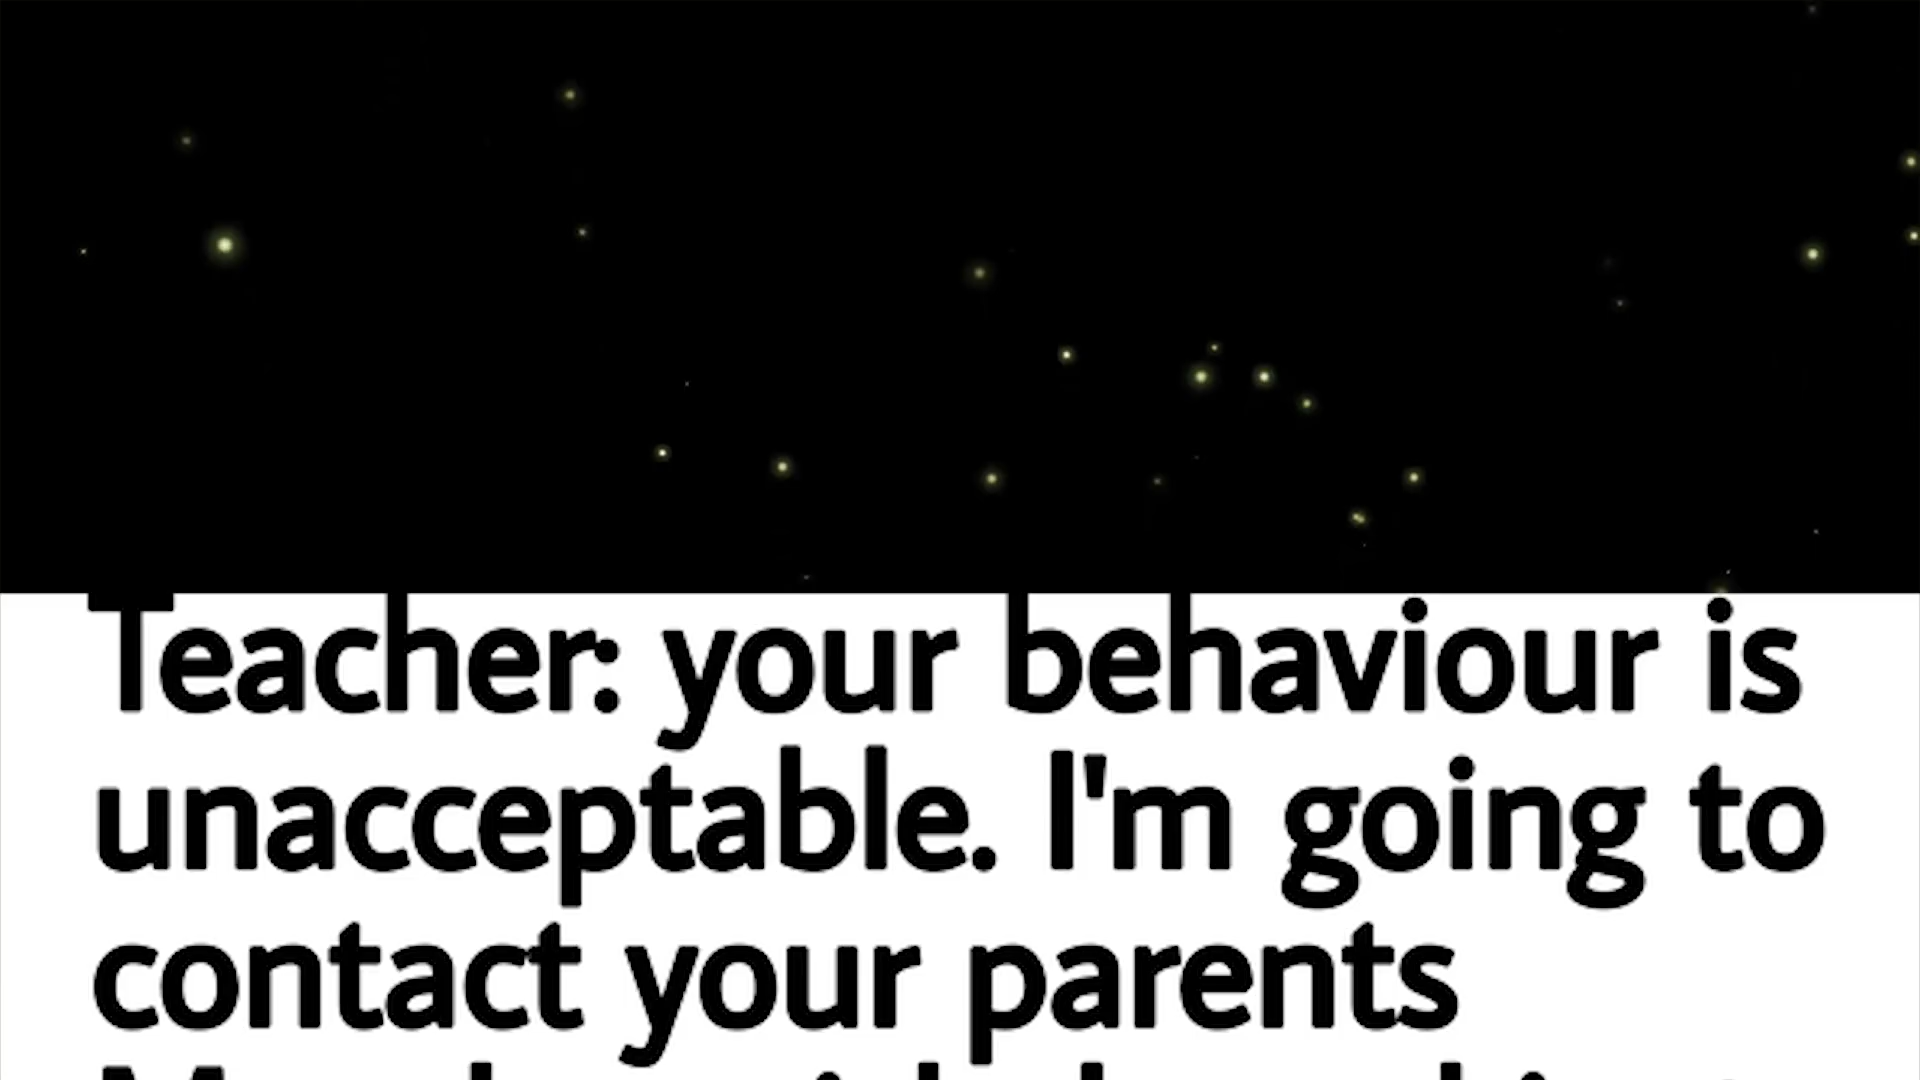 Teacher: your behaviour is
unacceptable. I'm going to
contact your parents